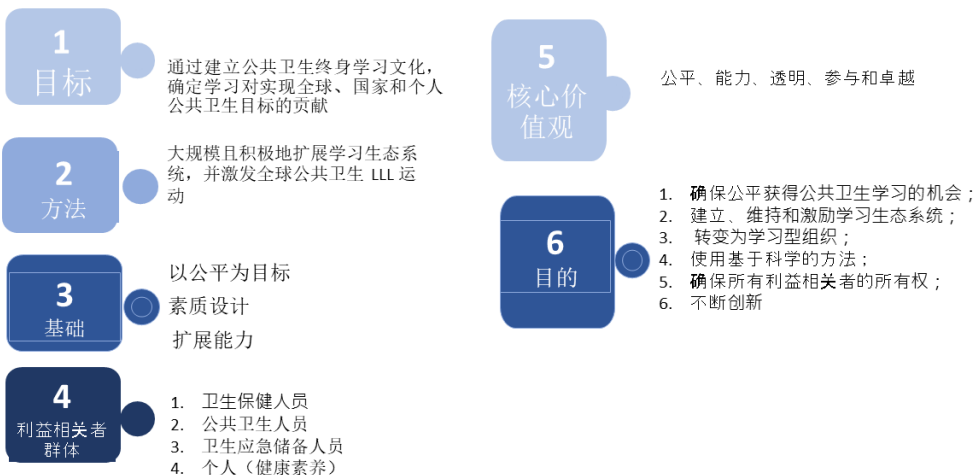 1
目标
通过建立公共卫生终身学习文化，
确定学习对实现全球、国家和个人
公共卫生目标的贡献
2
方法
大规模且积极地扩展学习生态系
统，并激发全球公共卫生 LLL 运
动
3
基础
以公平为目标
素质设计
扩展能力
4
利益相关者
群体
1. 卫生保健人员
2. 公共卫生人员
3. 卫生应急储备人员
4. 个人（健康素养）
5
核心价
值观
公平、能力、透明、参与和卓越
6
目的
1. 确保公平获得公共卫生学习的机会；
2. 建立、维持和激励学习生态系统；
3. 转变为学习型组织；
4. 使用基于科学的方法；
5. 确保所有利益相关者的所有权；
6. 不断创新